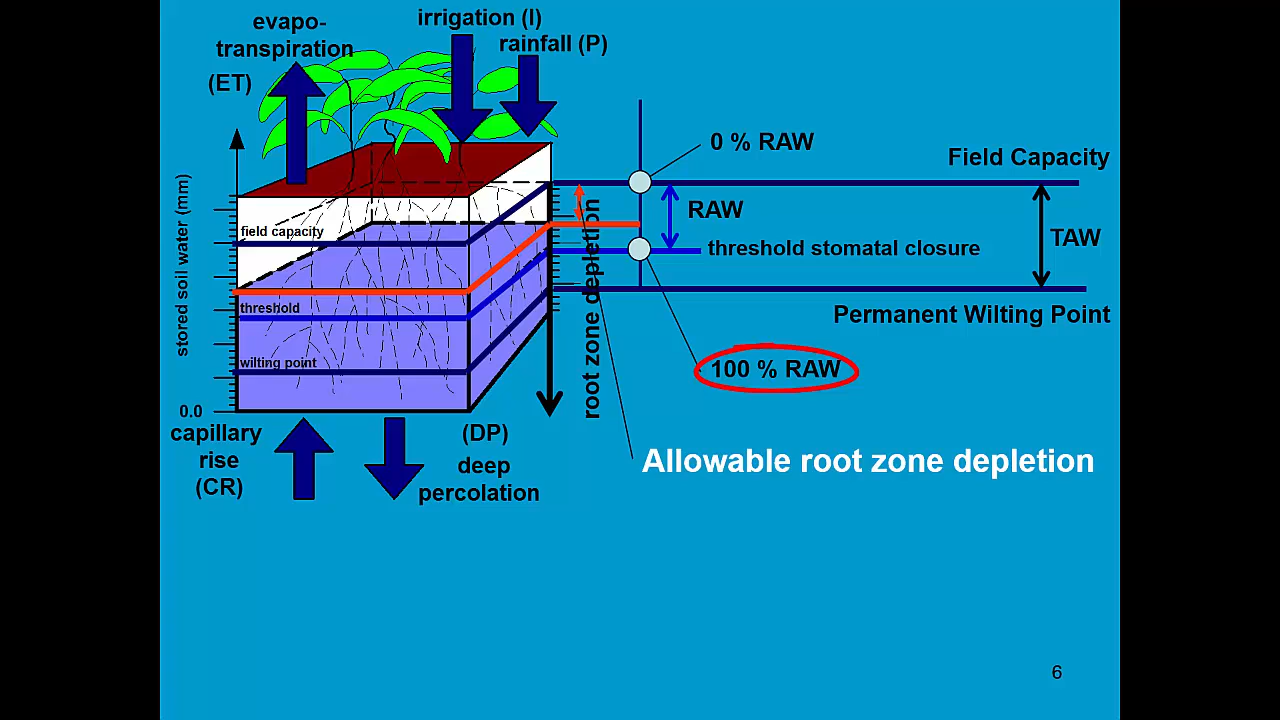 evapo-
transpiration
(ET)
irrigation (I)
rainfall (P)
0 % RAW
Field Capacity
RAW
TAW
threshold stomatal closure
Permanent Wilting Point
100 % RAW
Allowable root zone depletion
root zone depletion
stored soil water (mm)
field capacity
threshold
wilting point
0.0
capillary
rise
(CR)
(DP)
deep
percolation
6